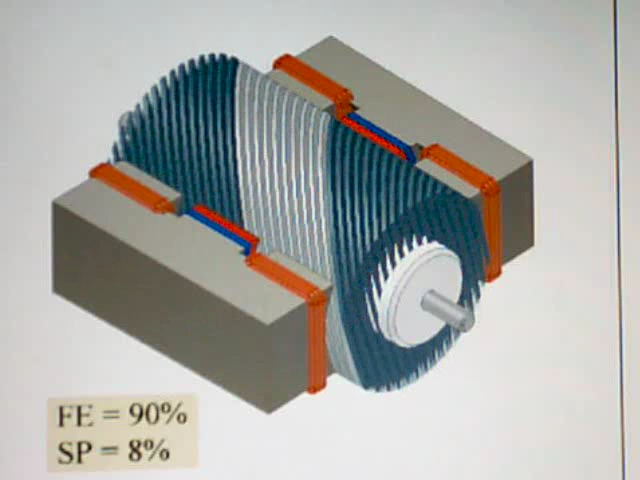 FE = 90%
SP = 8%